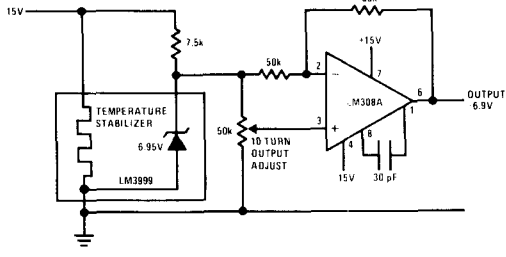 15V
7.5k
50k
+15V
2
7
6
OUTPUT
6.9V
LM308A
1
TEMPERATURE
STABILIZER
6.95V
LM3999
50k
3
10 TURN
OUTPUT
ADJUST
8
4
15V
30 pF